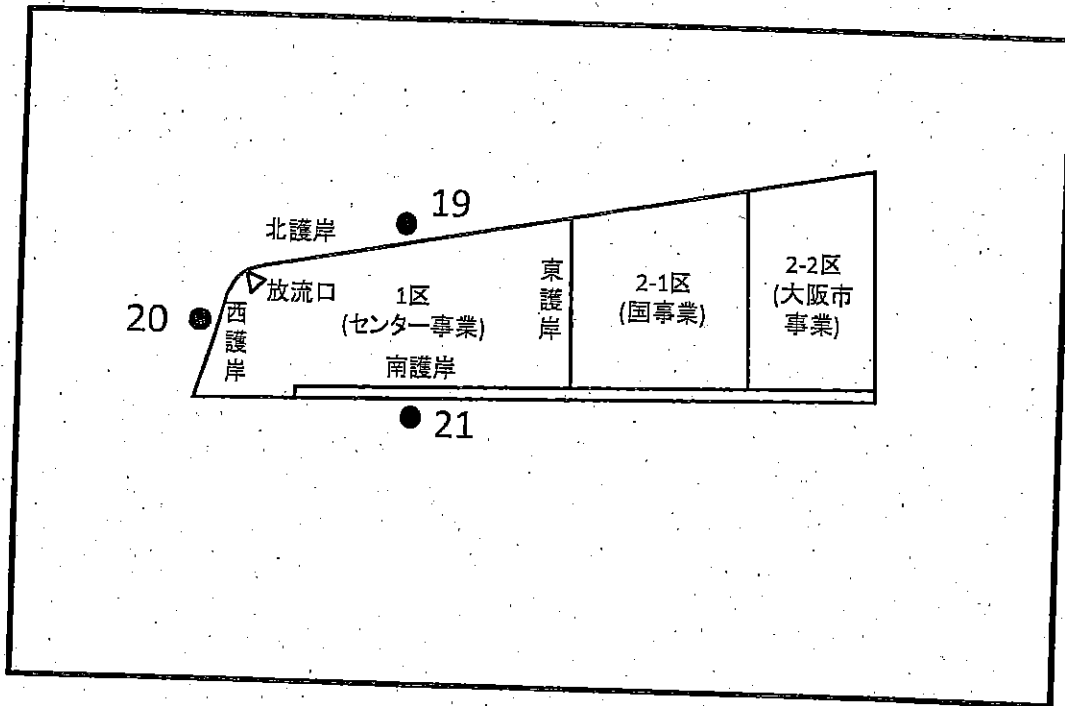 19
北護岸
放流口
20
西護岸
1区
(センター事業)
南護岸
東護岸
2-1区
(国事業)
2-2区
(大阪市
事業)
21